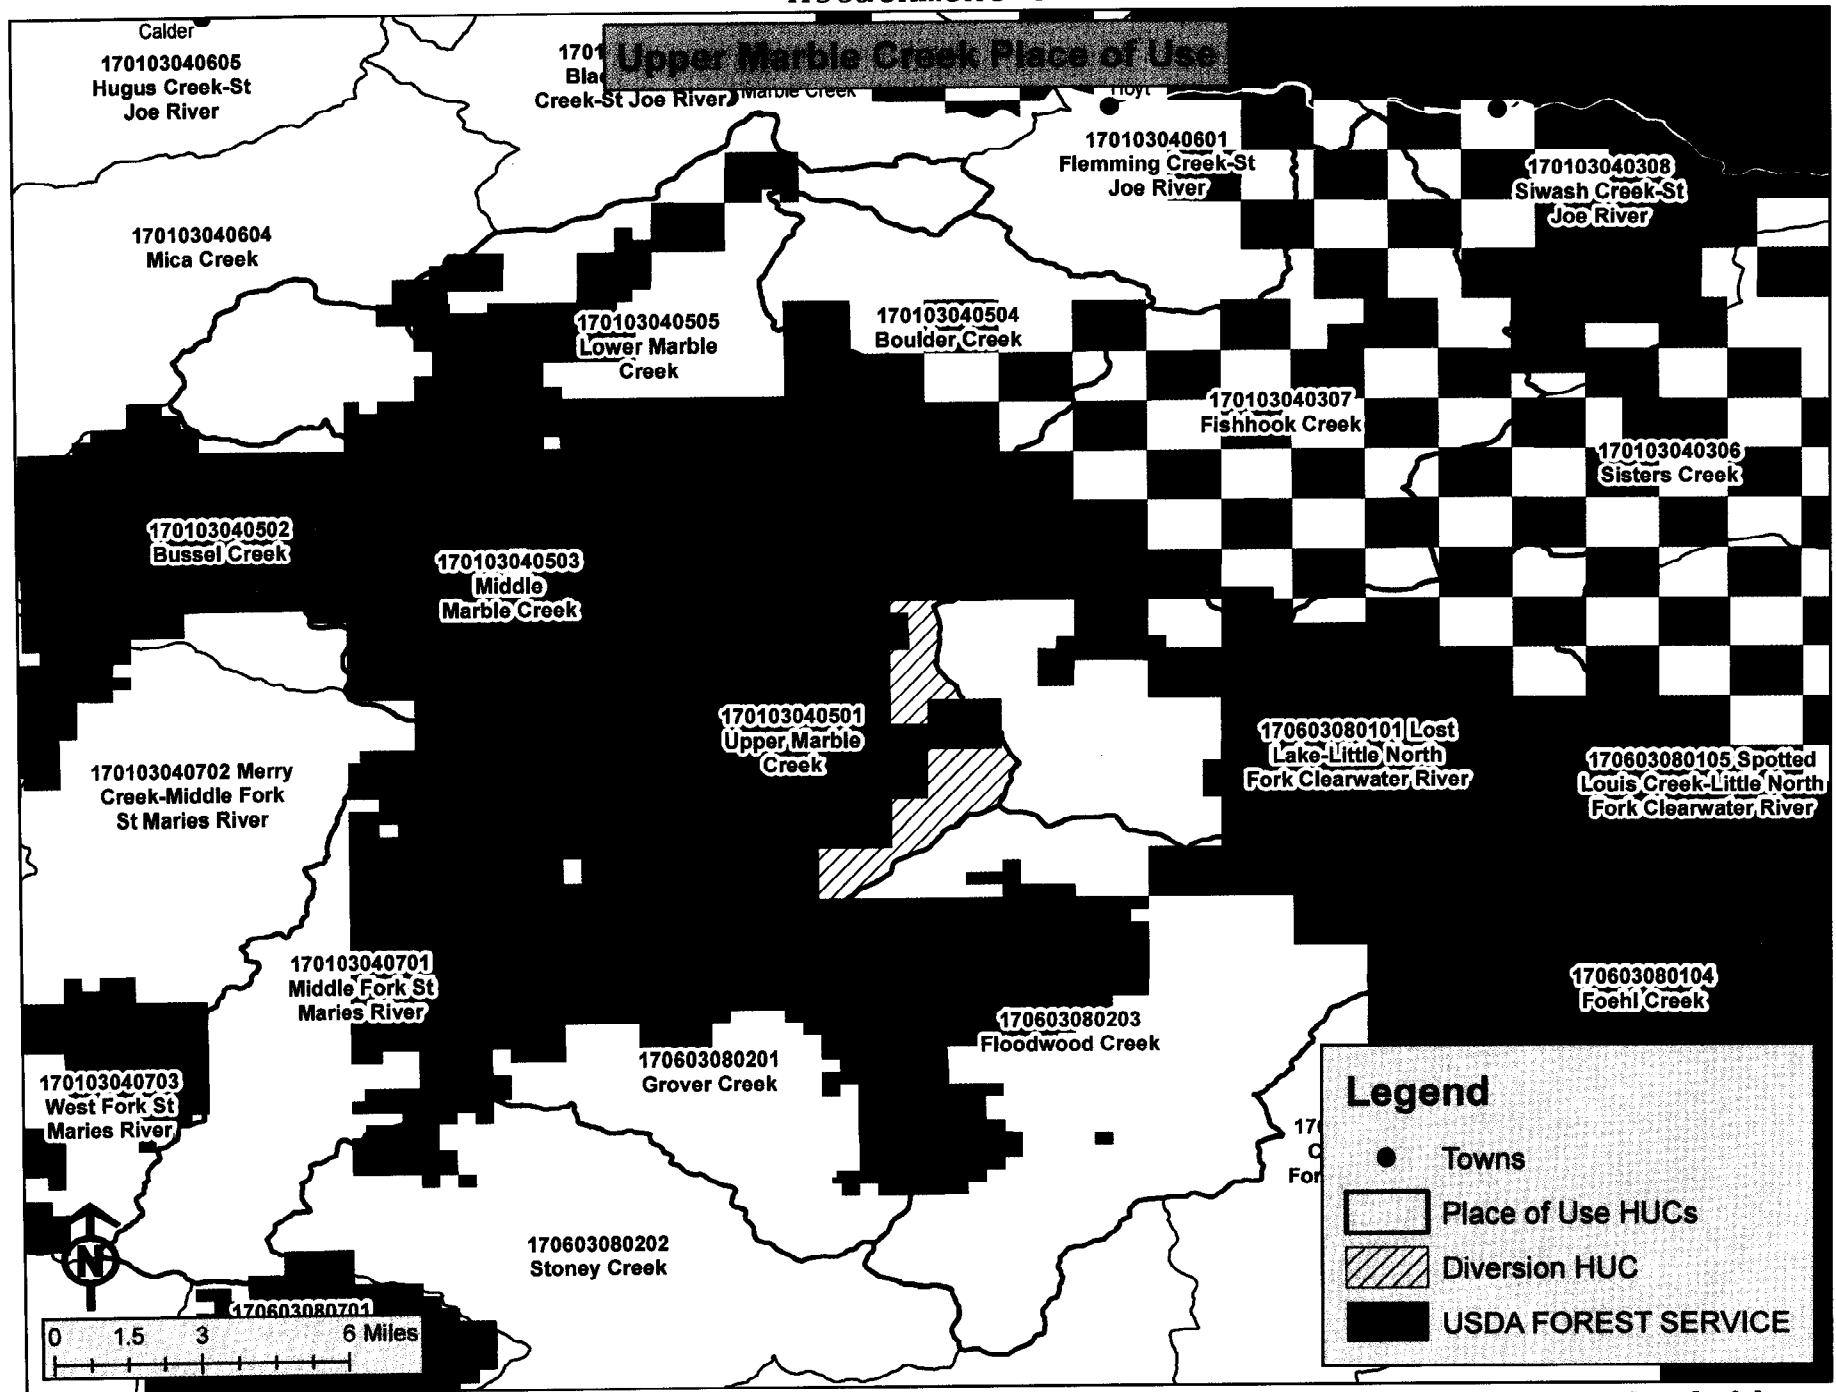 Upper Marble Creek Place of Use
Calder
170103040605
Hugus Creek-St
Joe River
Creek-St Joe River
Marble Creek
Hoyt
170103040601
Flemming Creek-St
Joe River
170103040308
Siwash Creek-St
Joe River
170103040604
Mica Creek
170103040505
Lower Marble
Creek
170103040504
Boulder Creek
170103040307
Fishhook Creek
170103040306
Sisters Creek
170103040502
Bussel Creek
170103040503
Middle
Marble Creek
170103040501
Upper Marble
Creek
170603080101 Lost
Lake-Little North
Fork Clearwater River
170603080105 Spotted
Louis Creek-Little North
Fork Clearwater River
170103040702 Merry
Creek-Middle Fork
St Maries River
170103040701
Middle Fork St
Maries River
170603080104
Foehl Creek
170603080203
Floodwood Creek
170603080201
Grover Creek
170103040703
West Fork St
Maries River
170603080202
Stoney Creek
170603080701
N
0 1.5 3 6 Miles
Legend
Towns
Place of Use HUCs
Diversion HUC
USDA FOREST SERVICE